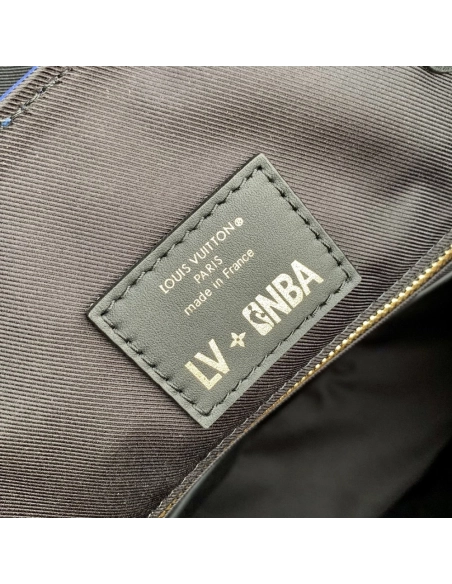 LOUIS VUITTON®
PARIS
made in France
LV NBA